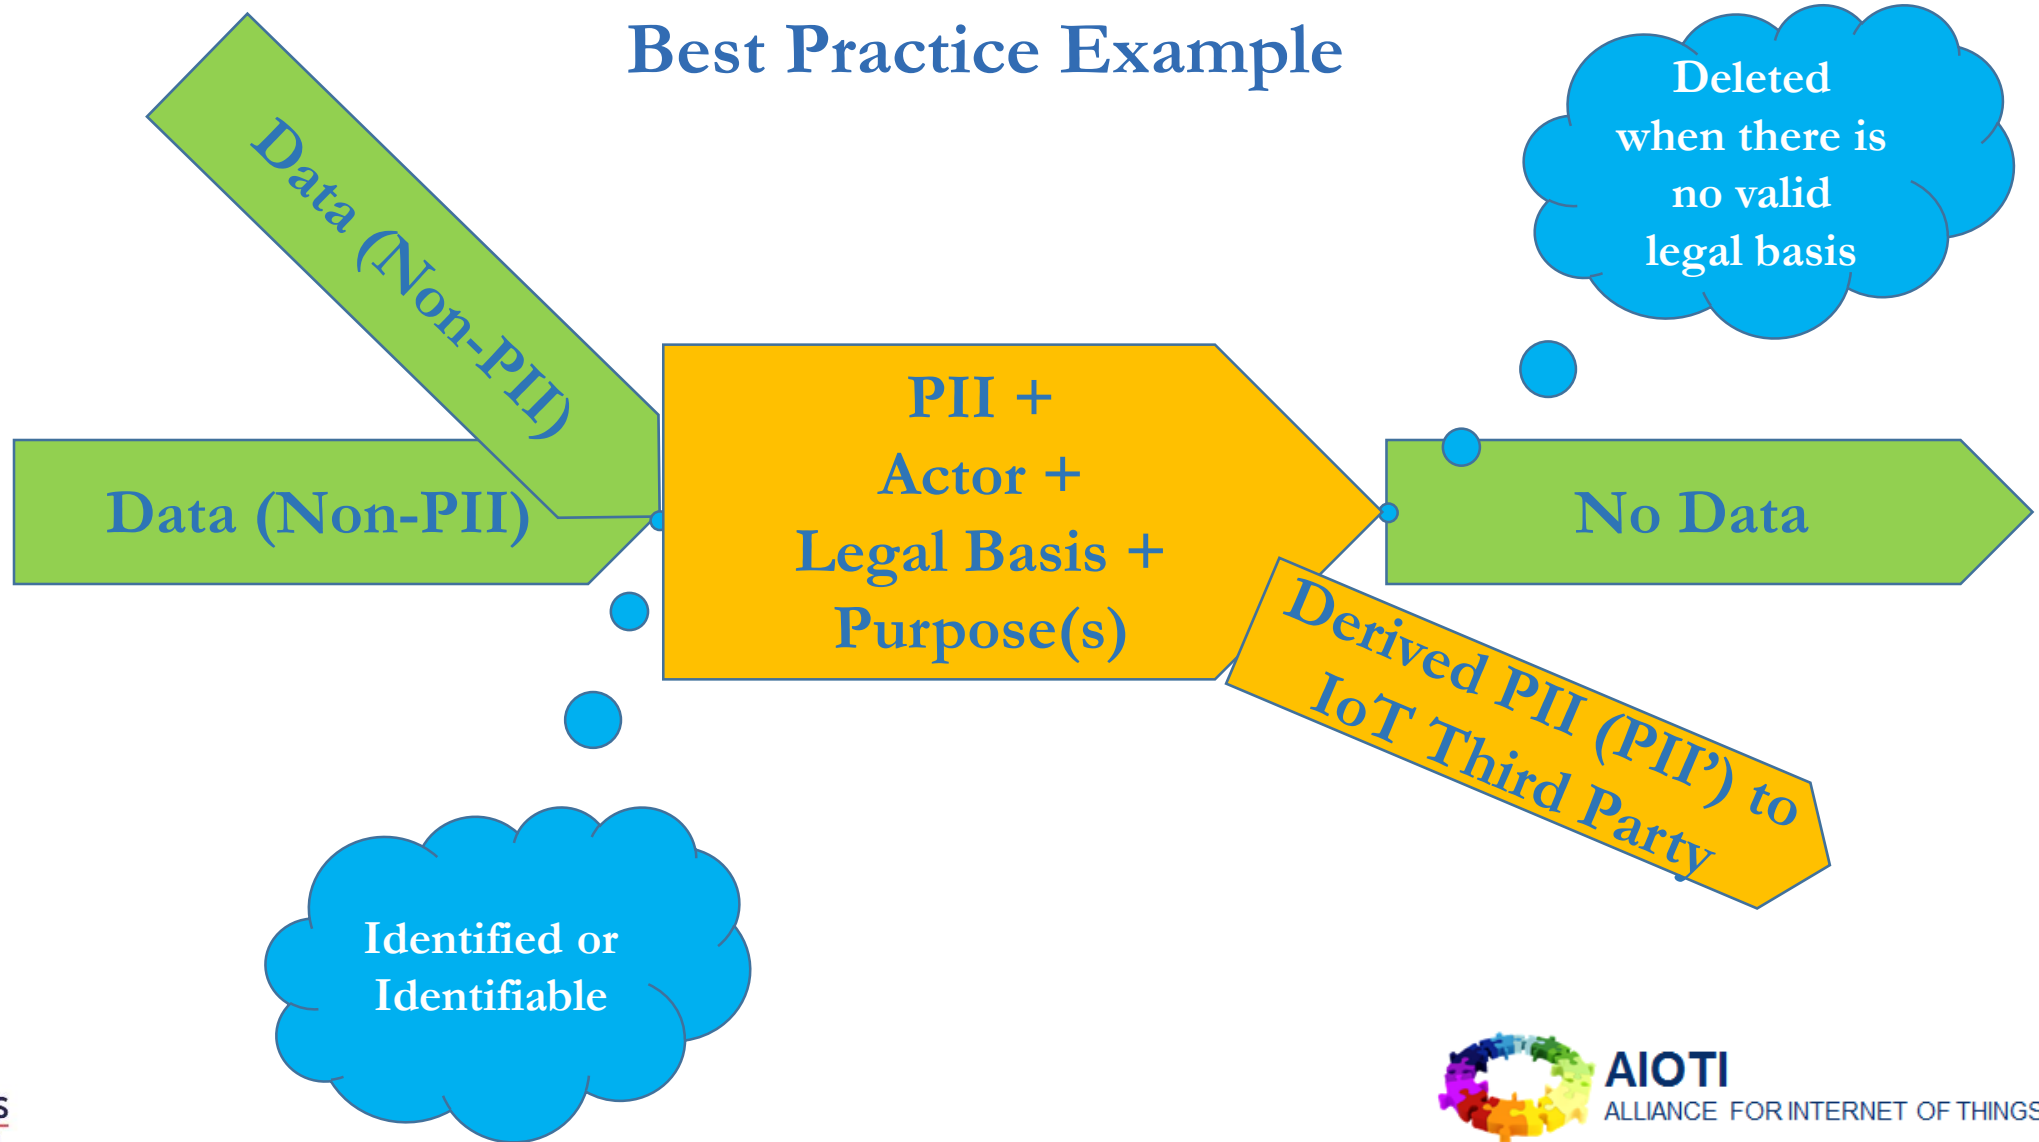 Best Practice Example
Deleted
when there is
no valid
legal basis
Data (Non-PII)
Data (Non-PII)
PII +
Actor +
Legal Basis +
Purpose(s)
No Data
Derived PII (PII’) to
IoT Third Party
Identified or
Identifiable
AIOTI
ALLIANCE FOR INTERNET OF THINGS
s